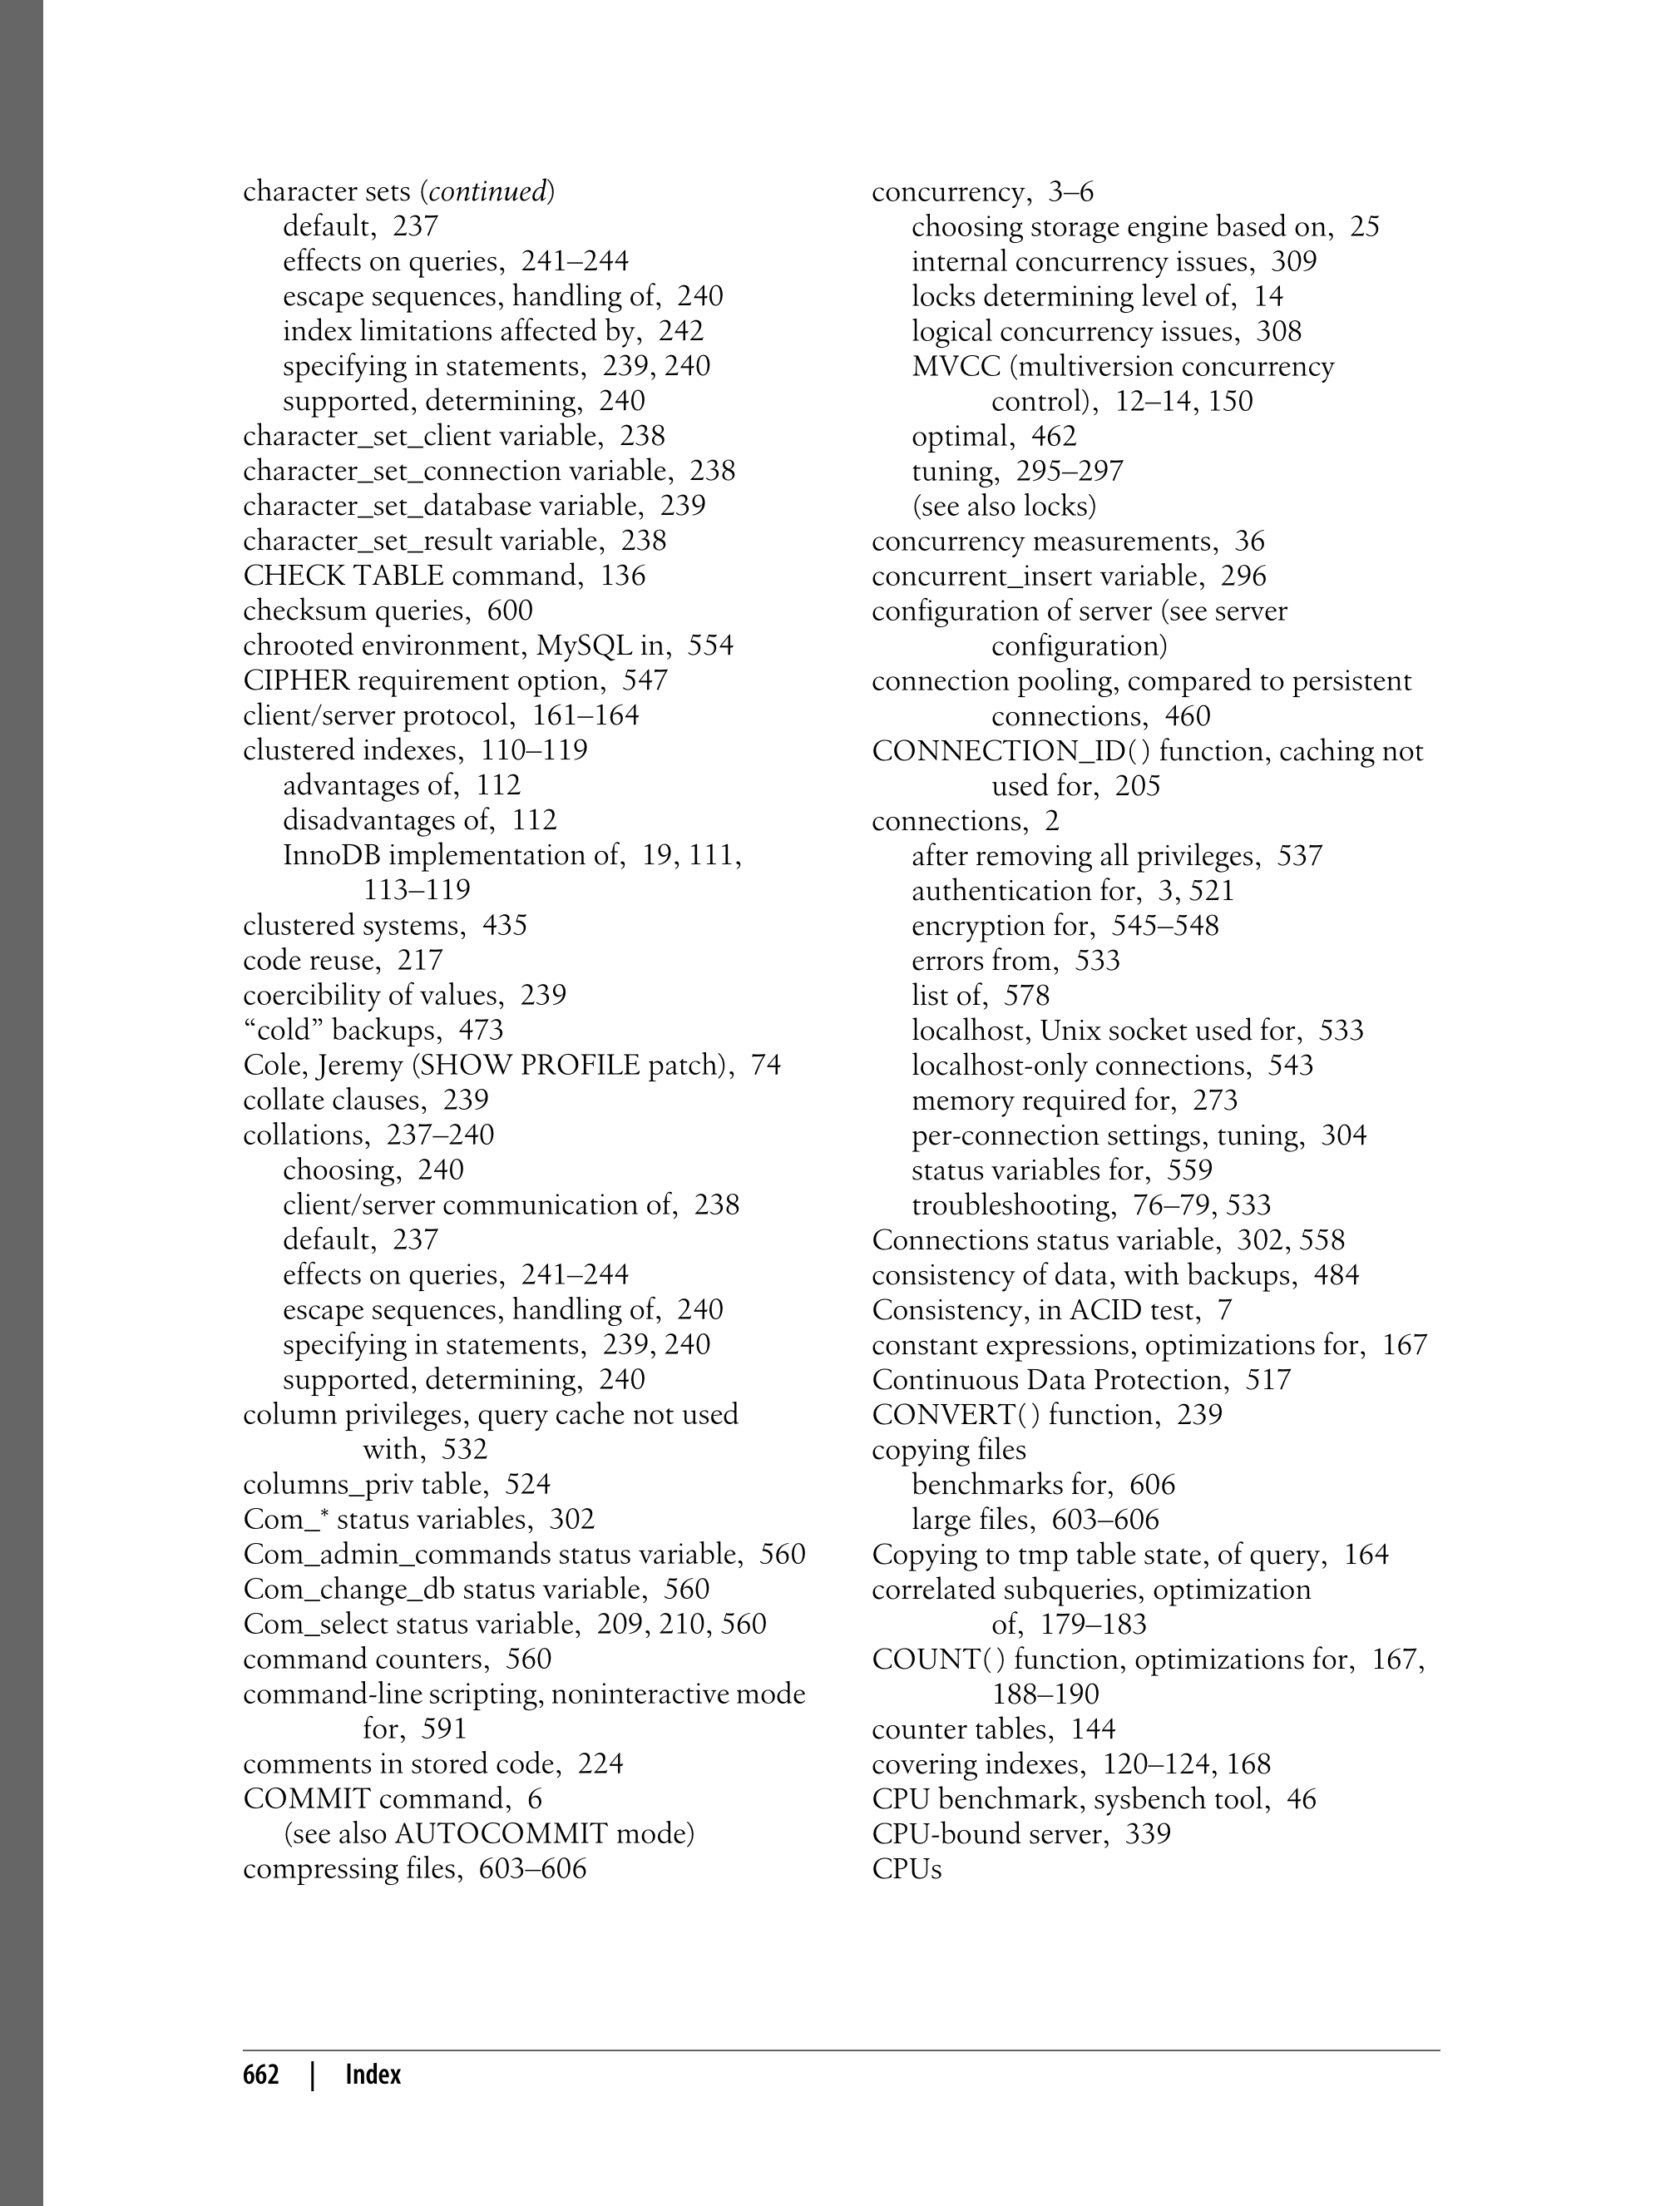 character sets (continued)
default, 237
effects on queries, 241–244
escape sequences, handling of, 240
index limitations affected by, 242
specifying in statements, 239, 240
supported, determining, 240
character_set_client variable, 238
character_set_connection variable, 238
character_set_database variable, 239
character_set_result variable, 238
CHECK TABLE command, 136
checksum queries, 600
chrooted environment, MySQL in, 554
CIPHER requirement option, 547
client/server protocol, 161–164
clustered indexes, 110–119
advantages of, 112
disadvantages of, 112
InnoDB implementation of, 19, 111,
113–119
clustered systems, 435
code reuse, 217
coercibility of values, 239
“cold” backups, 473
Cole, Jeremy (SHOW PROFILE patch), 74
collate clauses, 239
collations, 237–240
choosing, 240
client/server communication of, 238
default, 237
effects on queries, 241–244
escape sequences, handling of, 240
specifying in statements, 239, 240
supported, determining, 240
column privileges, query cache not used
with, 532
columns_priv table, 524
Com_* status variables, 302
Com_admin_commands status variable, 560
Com_change_db status variable, 560
Com_select status variable, 209, 210, 560
command counters, 560
command-line scripting, noninteractive mode
for, 591
comments in stored code, 224
COMMIT command, 6
(see also AUTOCOMMIT mode)
compressing files, 603–606
concurrency, 3–6
choosing storage engine based on, 25
internal concurrency issues, 309
locks determining level of, 14
logical concurrency issues, 308
MVCC (multiversion concurrency
control), 12–14, 150
optimal, 462
tuning, 295–297
(see also locks)
concurrency measurements, 36
concurrent_insert variable, 296
configuration of server (see server
configuration)
connection pooling, compared to persistent
connections, 460
CONNECTION_ID() function, caching not
used for, 205
connections, 2
after removing all privileges, 537
authentication for, 3, 521
encryption for, 545–548
errors from, 533
list of, 578
localhost, Unix socket used for, 533
localhost-only connections, 543
memory required for, 273
per-connection settings, tuning, 304
status variables for, 559
troubleshooting, 76–79, 533
Connections status variable, 302, 558
consistency of data, with backups, 484
Consistency, in ACID test, 7
constant expressions, optimizations for, 167
Continuous Data Protection, 517
CONVERT() function, 239
copying files
benchmarks for, 606
large files, 603–606
Copying to tmp table state, of query, 164
correlated subqueries, optimization
of, 179–183
COUNT() function, optimizations for, 167,
188–190
counter tables, 144
covering indexes, 120–124, 168
CPU benchmark, sysbench tool, 46
CPU-bound server, 339
CPUs
662 | Index